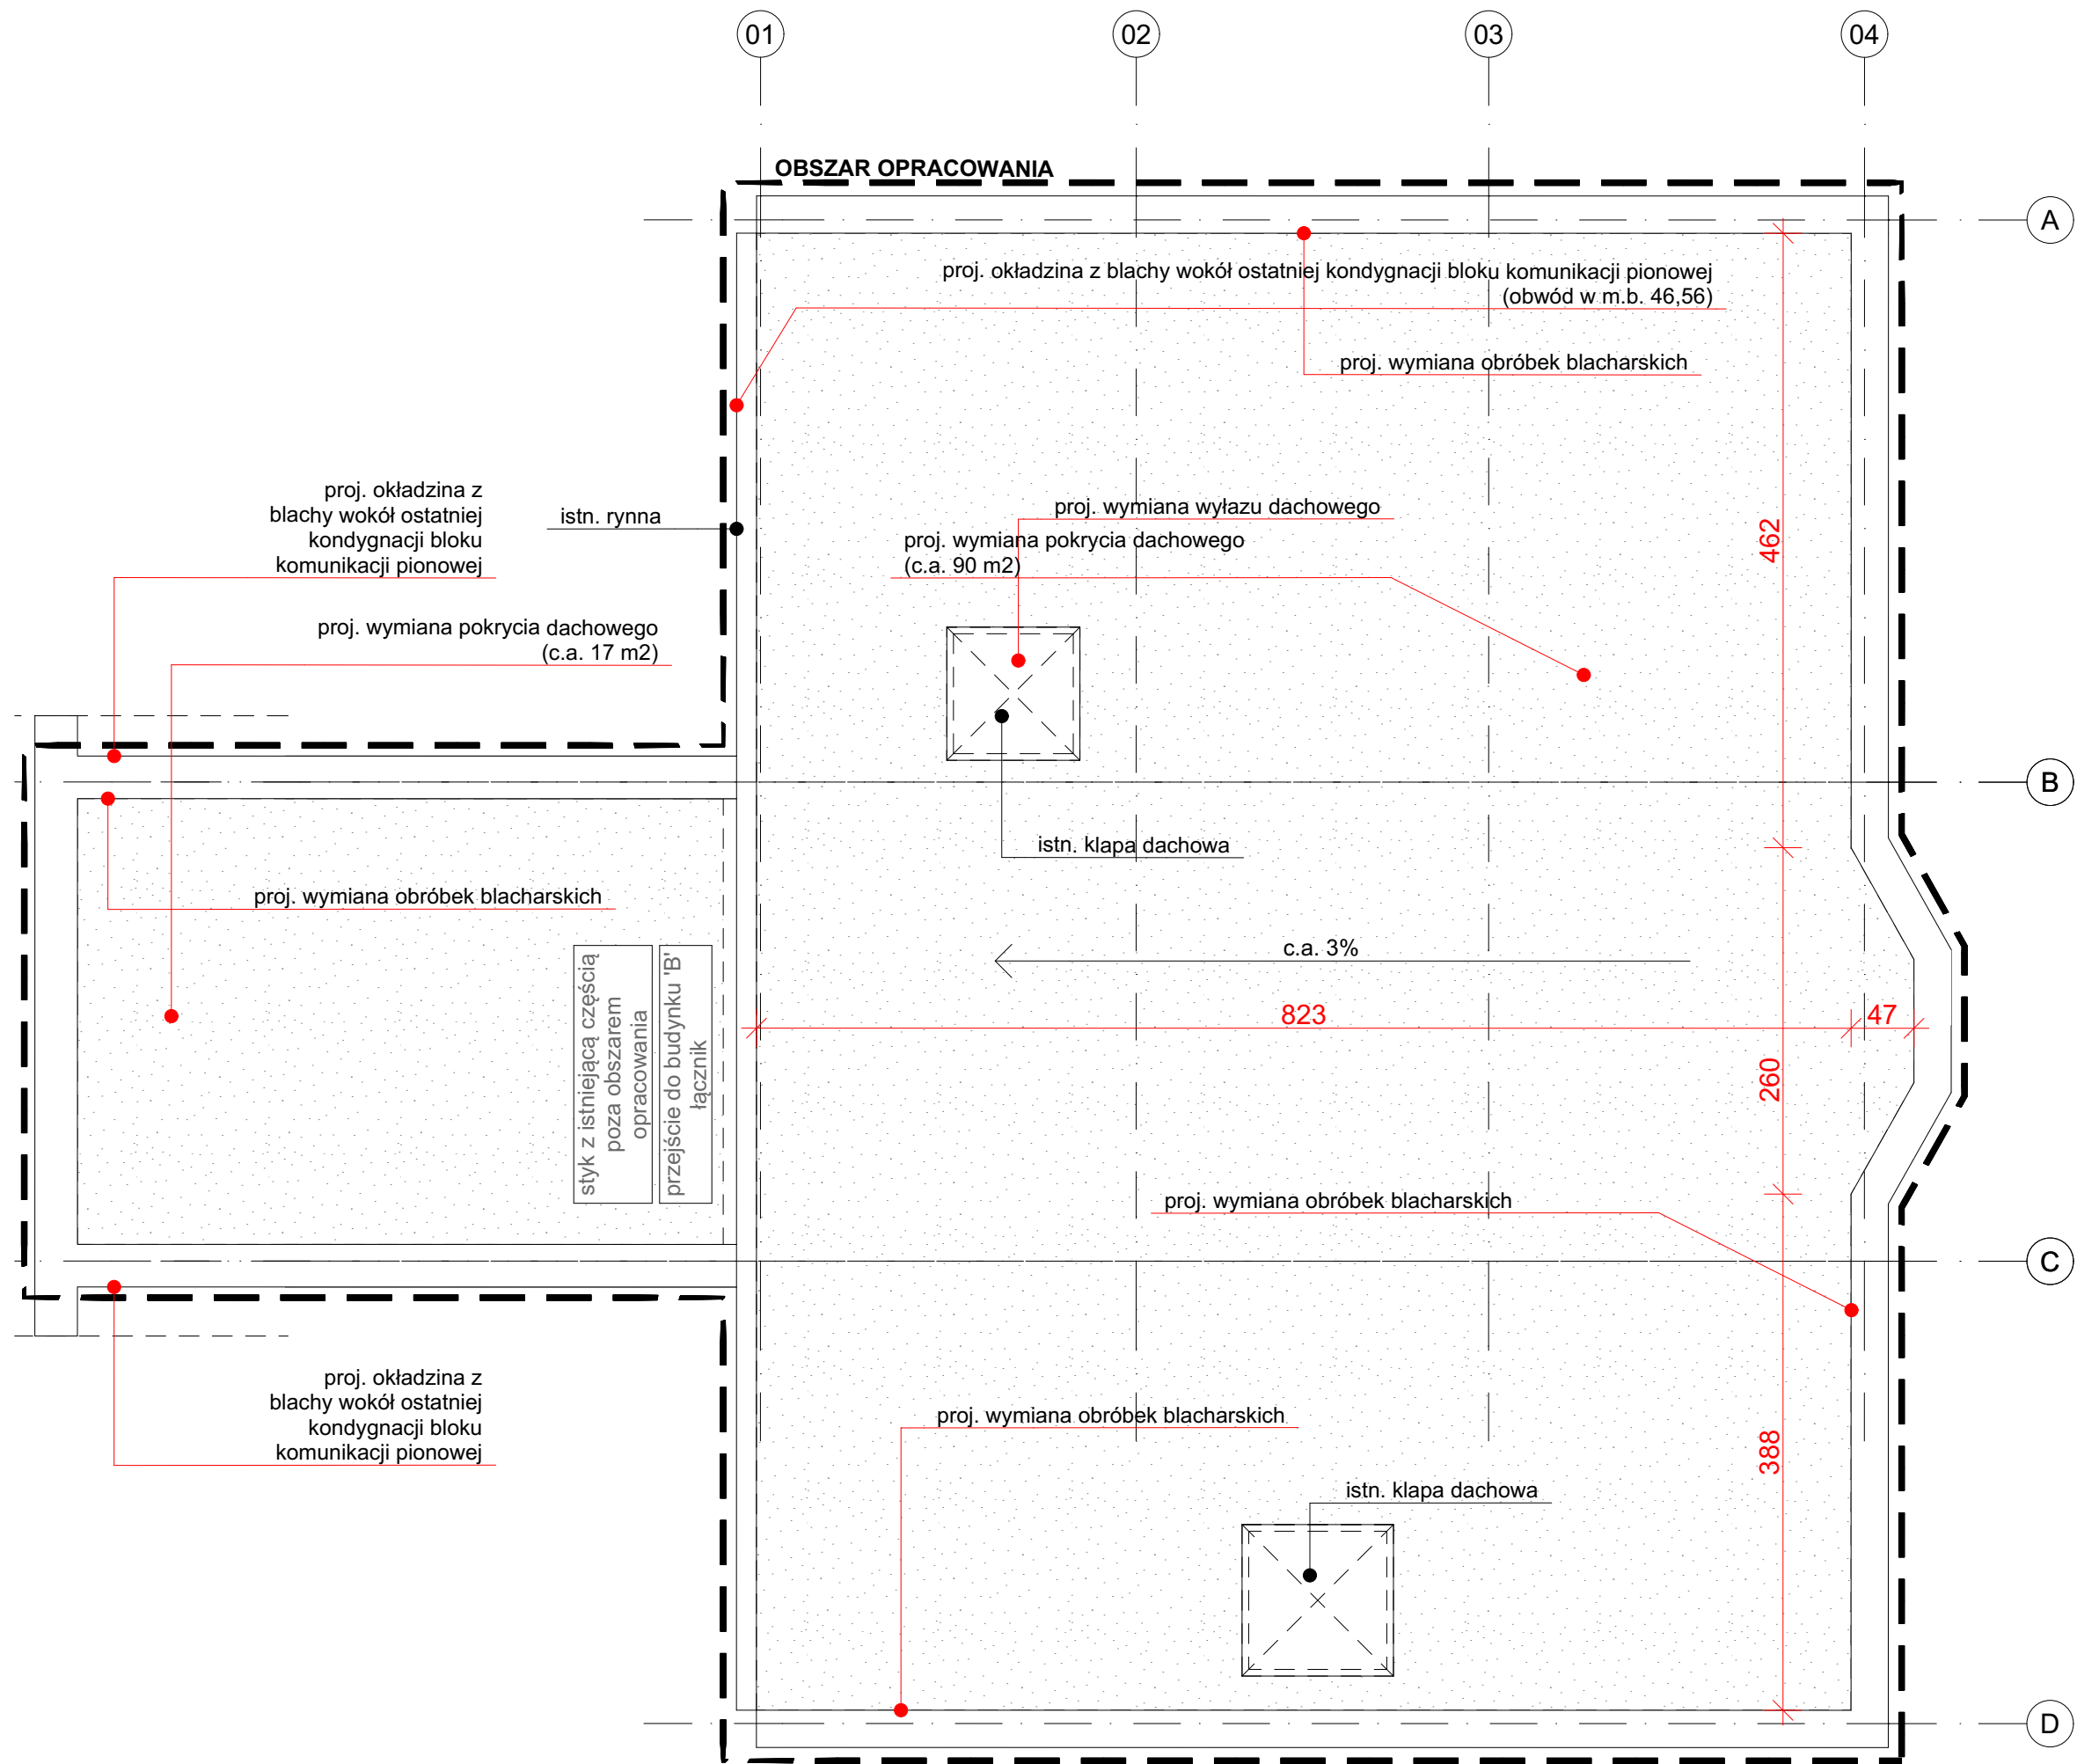 01
02
03
04
OBSZAR OPRACOWANIA
A
proj. okładzina z blachy wokół ostatniej kondygnacji bloku komunikacji pionowej
(obwód w m.b. 46,56)
proj. wymiana obróbek blacharskich
proj. okładzina z
blachy wokół ostatniej
kondygnacji bloku
komunikacji pionowej
istn. rynna
proj. wymiana wyłazu dachowego
proj. wymiana pokrycia dachowego
(c.a. 90 m2)
462
proj. wymiana pokrycia dachowego
(c.a. 17 m2)
B
istn. klapa dachowa
proj. wymiana obróbek blacharskich
c.a. 3%
823
47
260
styk z istniejącą częścią
poza obszarem
opracowania
przejście do budynku 'B'
łącznik
proj. wymiana obróbek blacharskich
C
proj. okładzina z
blachy wokół ostatniej
kondygnacji bloku
komunikacji pionowej
proj. wymiana obróbek blacharskich
388
istn. klapa dachowa
D